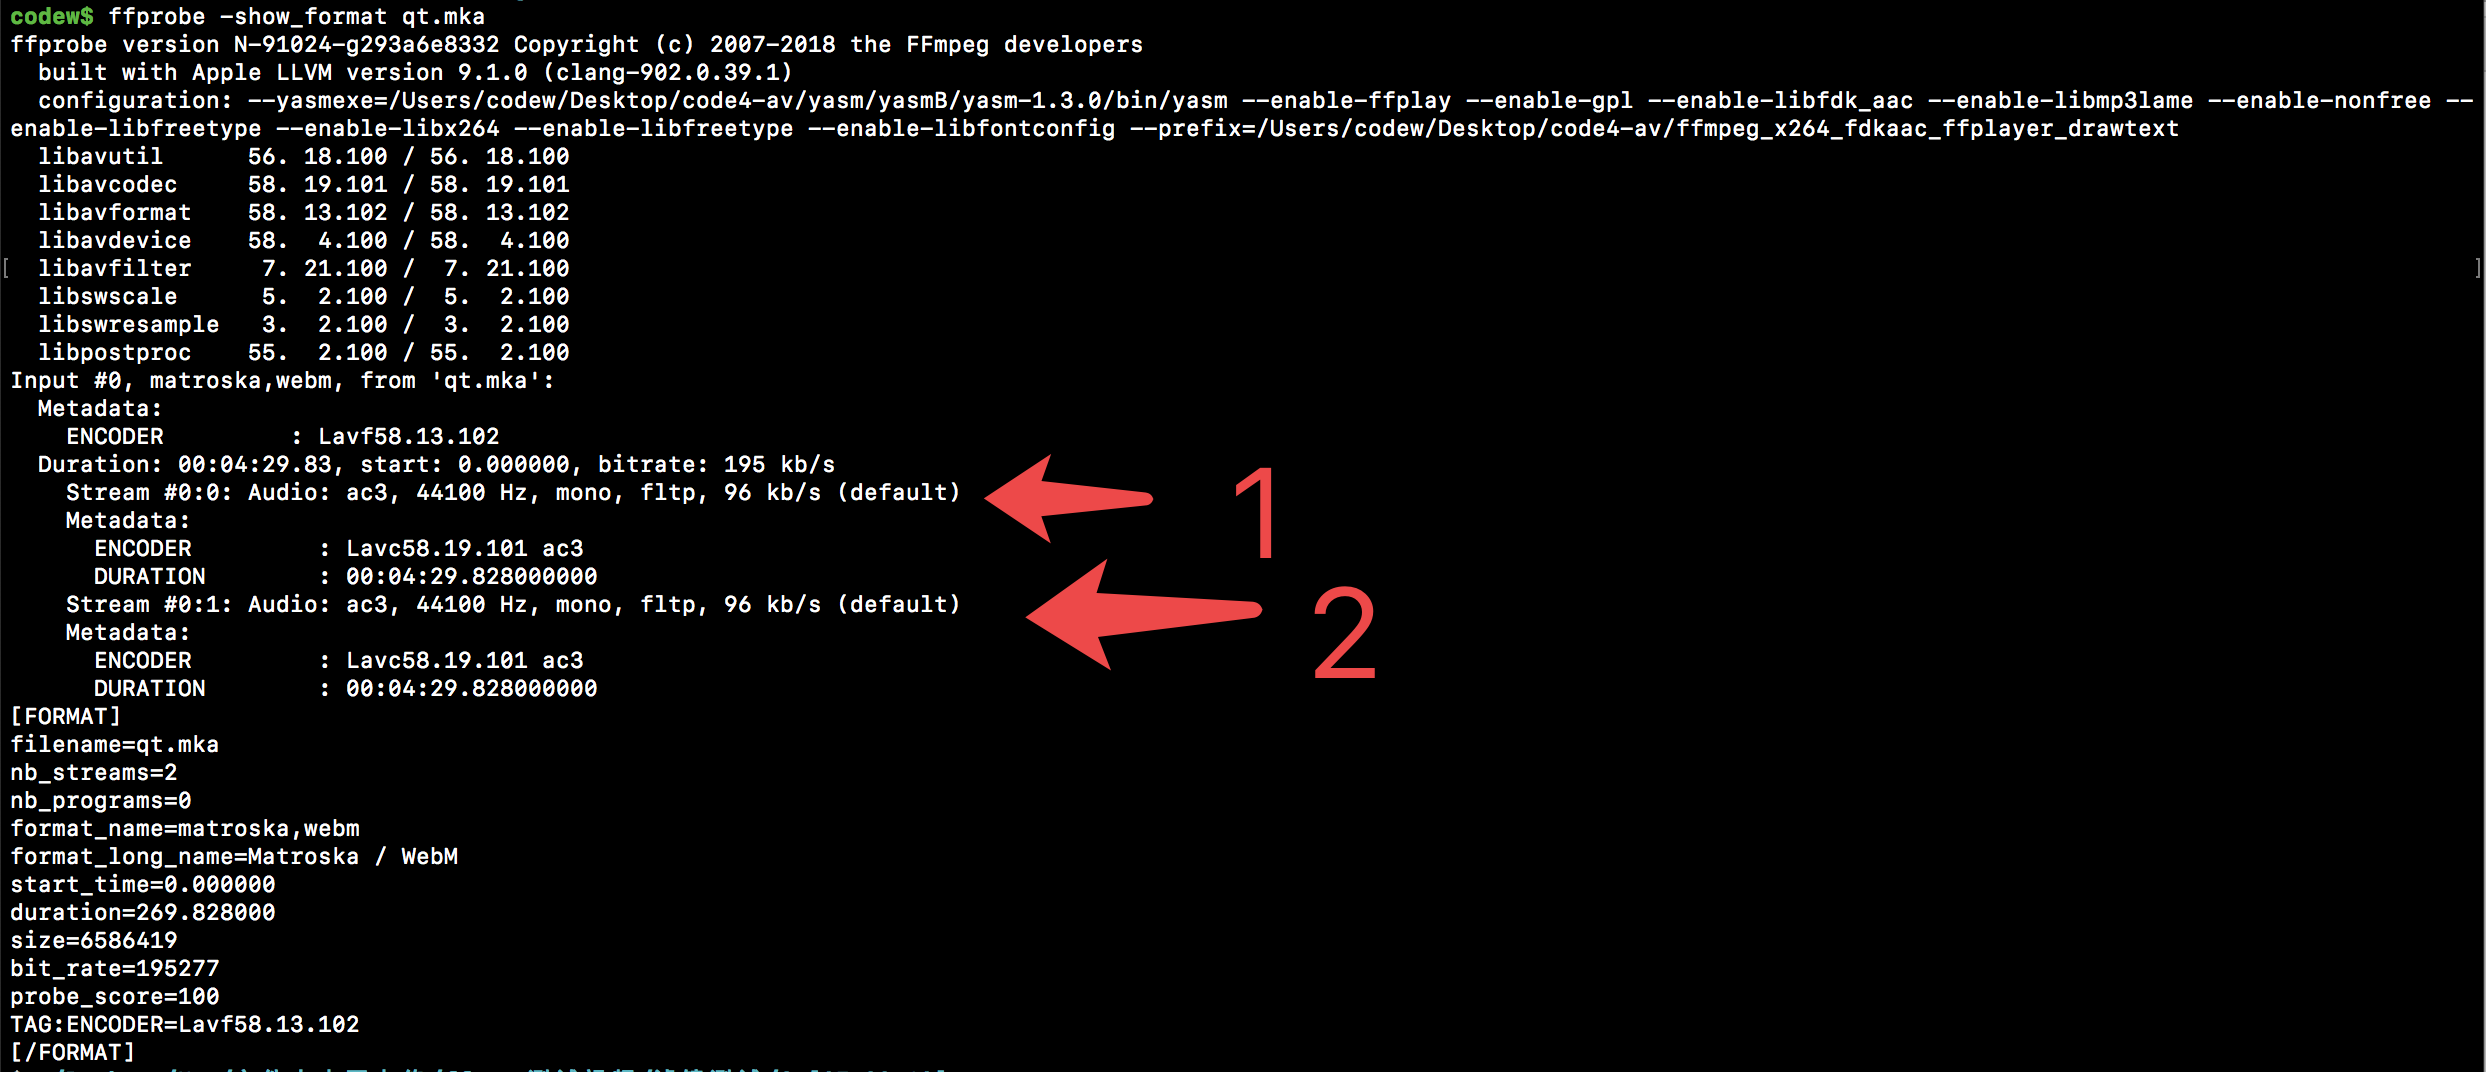 codew$ ffprobe -show_format qt.mka
ffprobe version N-91024-g293a6e8332 Copyright (c) 2007-2018 the FFmpeg developers
  built with Apple LLVM version 9.1.0 (clang-902.0.39.1)
  configuration: --yasmexe=/Users/codew/Desktop/code4-av/yasm/yasmB/yasm-1.3.0/bin/yasm --enable-ffplay --enable-gpl --enable-libfdk_aac --enable-libmp3lame --enable-nonfree --
enable-libfreetype --enable-libx264 --enable-libfreetype --enable-libfontconfig --prefix=/Users/codew/Desktop/code4-av/ffmpeg_x264_fdkaac_ffplayer_drawtext
  libavutil      56. 18.100 / 56. 18.100
  libavcodec     58. 19.101 / 58. 19.101
  libavformat    58. 13.102 / 58. 13.102
  libavdevice    58.  4.100 / 58.  4.100
[ libavfilter     7. 21.100 /  7. 21.100 ]
  libswscale      5.  2.100 /  5.  2.100
  libswresample   3.  2.100 /  3.  2.100
  libpostproc    55.  2.100 / 55.  2.100
Input #0, matroska,webm, from 'qt.mka':
  Metadata:
    ENCODER         : Lavf58.13.102
  Duration: 00:04:29.83, start: 0.000000, bitrate: 195 kb/s
    Stream #0:0: Audio: ac3, 44100 Hz, mono, fltp, 96 kb/s (default) 1
    Metadata:
      ENCODER         : Lavc58.19.101 ac3
      DURATION        : 00:04:29.828000000
    Stream #0:1: Audio: ac3, 44100 Hz, mono, fltp, 96 kb/s (default) 2
    Metadata:
      ENCODER         : Lavc58.19.101 ac3
      DURATION        : 00:04:29.828000000
[FORMAT]
filename=qt.mka
nb_streams=2
nb_programs=0
format_name=matroska,webm
format_long_name=Matroska / WebM
start_time=0.000000
duration=269.828000
size=6586419
bit_rate=195277
probe_score=100
TAG:ENCODER=Lavf58.13.102
[/FORMAT]